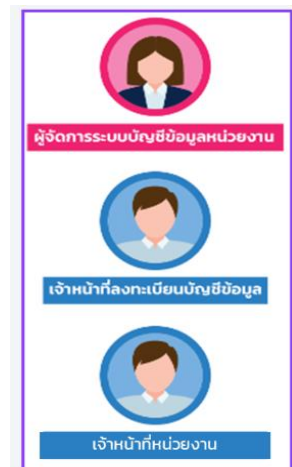 ผู้จัดการระบบบัญชีข้อมูลหน่วยงาน
เจ้าหน้าที่ลงทะเบียนบัญชีข้อมูล
เจ้าหน้าที่หน่วยงาน